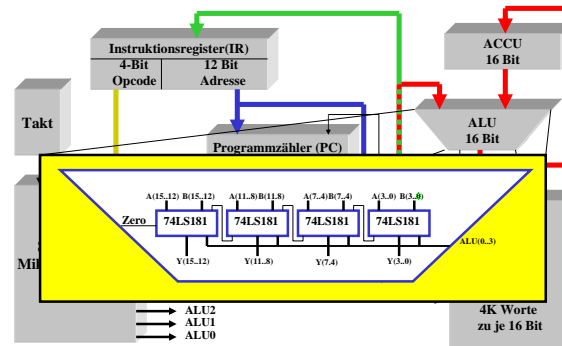 Instruktionsregister(IR)
4-Bit 12 Bit
Opcode Adresse
ACCU
16 Bit
Takt
ALU
16 Bit
Programmzähler (PC)
A(15..12) B(15..12) A(11..8) B(11.8) A(7..4) B(7..4) A(3..0) B(3..0)
Zero 74LS181 74LS181 74LS181 74LS181
ALU(0..3)
Y(15..12) Y(11..8) Y(7.4) Y(3..0)
Mik
4K Worte
zu je 16 Bit
ALU2
ALU1
ALU0